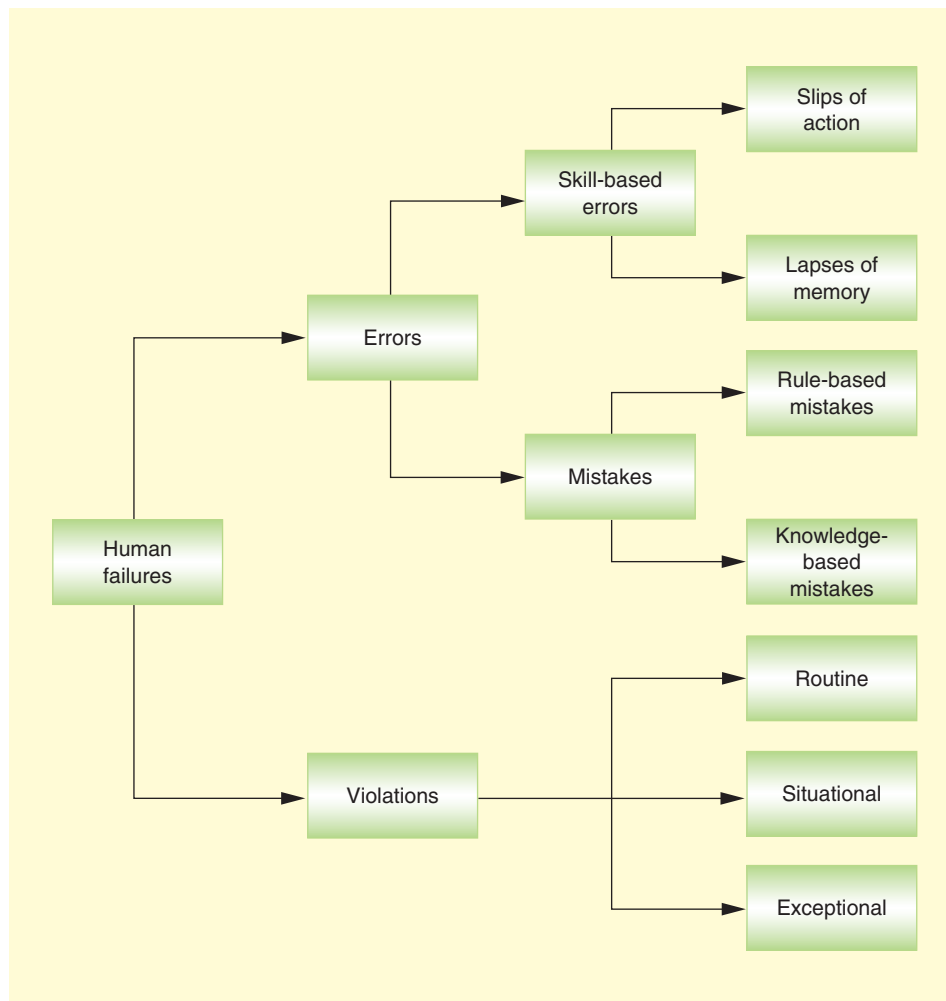 Slips of
action
Skill-based
errors
Lapses of
memory
Errors
Rule-based
mistakes
Mistakes
Knowledge-
based
mistakes
Human
failures
Routine
Violations
Situational
Exceptional